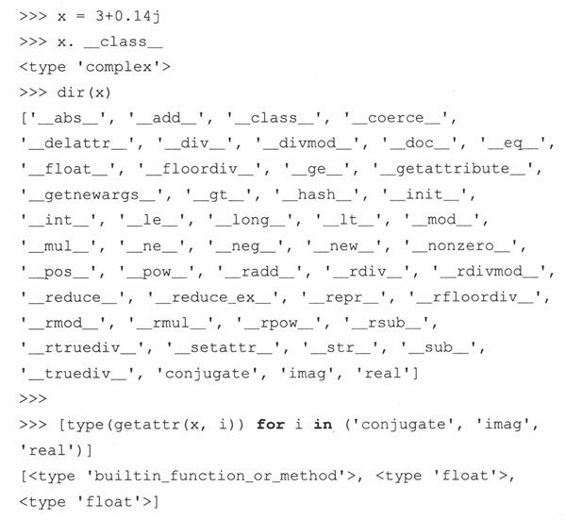 >>> x = 3+0.14j
>>> x. __class__
<type 'complex'>
>>> dir(x)
['__abs__', '__add__', '__class__', '__coerce__',
'__delattr__', '__div__', '__divmod__', '__doc__', '__eq__',
'__float__', '__floordiv__', '__ge__', '__getattribute__',
'__getnewargs__', '__gt__', '__hash__', '__init__',
'__int__', '__le__', '__long__', '__lt__', '__mod__',
'__mul__', '__ne__', '__neg__', '__new__', '__nonzero__',
'__pos__', '__pow__', '__radd__', '__rdiv__', '__rdivmod__',
'__reduce__', '__reduce_ex__', '__repr__', '__rfloordiv__',
'__rmod__', '__rmul__', '__rpow__', '__rsub__',
'__rtruediv__', '__setattr__', '__str__', '__sub__',
'__truediv__', 'conjugate', 'imag', 'real']
>>>
>>> [type(getattr(x, i)) for i in ('conjugate', 'imag',
'real')]
[<type 'builtin_function_or_method'>, <type 'float'>,
<type 'float'>]